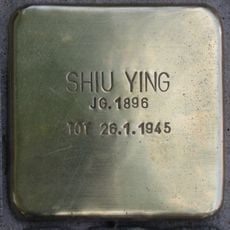 SHIU YING
JG. 1896
TOT 26.1.1945